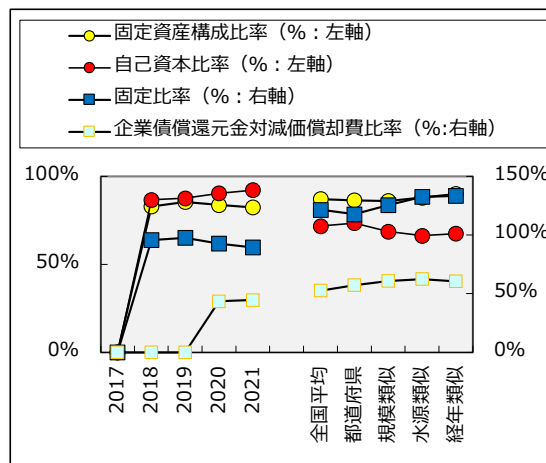 固定資産構成比率（%：左軸）
自己資本比率（%：左軸）
固定比率（%：右軸）
企業債償還元金対減価償却費比率（%:右軸）
100%
50%
0%
150%
100%
50%
0%
2017
2018
2019
2020
2021
全国平均
都道府県
規模類似
水源類似
経年類似